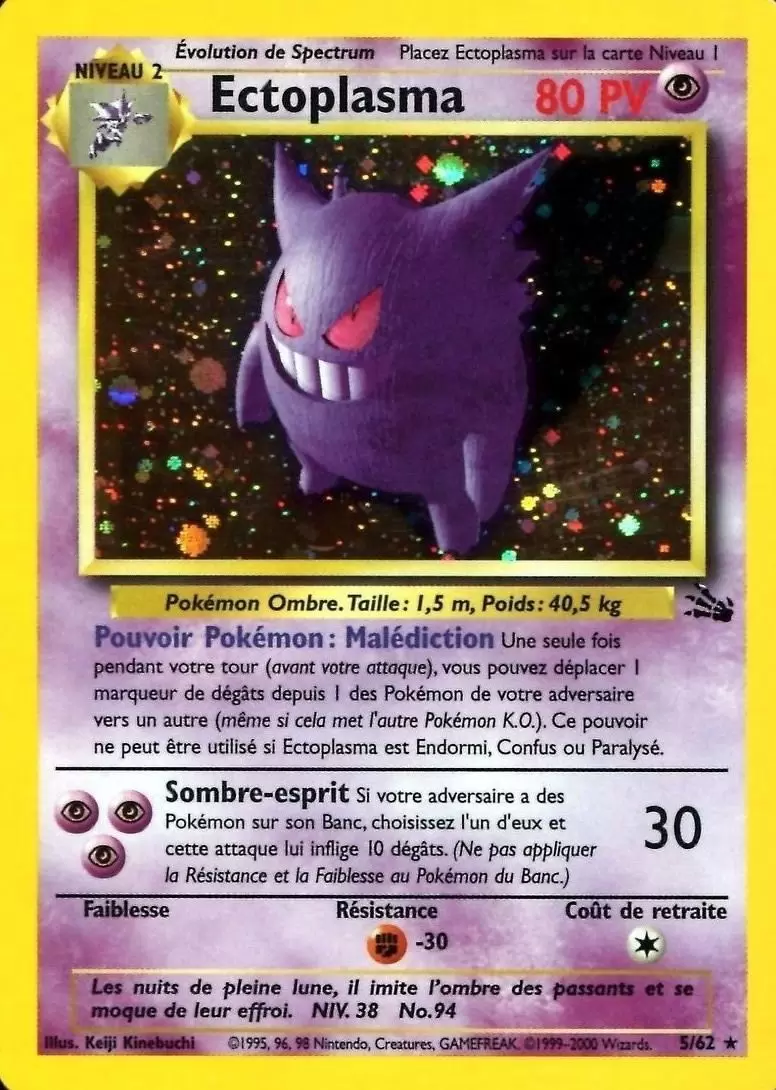 Évolution de Spectrum Placez Ectoplasma sur la carte Niveau 1
NIVEAU 2
Ectoplasma 80 PV
Pokémon Ombre. Taille: 1,5 m, Poids: 40,5 kg
Pouvoir Pokémon: Malédiction Une seule fois
pendant votre tour (avant votre attaque), vous pouvez déplacer 1
marqueur de dégâts depuis 1 des Pokémon de votre adversaire
vers un autre (même si cela met l'autre Pokémon K.O.). Ce pouvoir
ne peut être utilisé si Ectoplasma est Endormi, Confus ou Paralysé.
Sombre-esprit Si votre adversaire a des
Pokémon sur son Banc, choisissez l'un d'eux et
cette attaque lui inflige 10 dégâts. (Ne pas appliquer
la Résistance et la Faiblesse au Pokémon du Banc.)
30
Faiblesse Résistance Coût de retraite
-30
Les nuits de pleine lune, il imite l'ombre des passants et se
moque de leur effroi. NIV. 38 No.94
Illus. Keiji Kinebuchi ©1995, 96, 98 Nintendo, Creatures, GAMEFREAK. ©1999-2000 Wizards. 5/62 ★